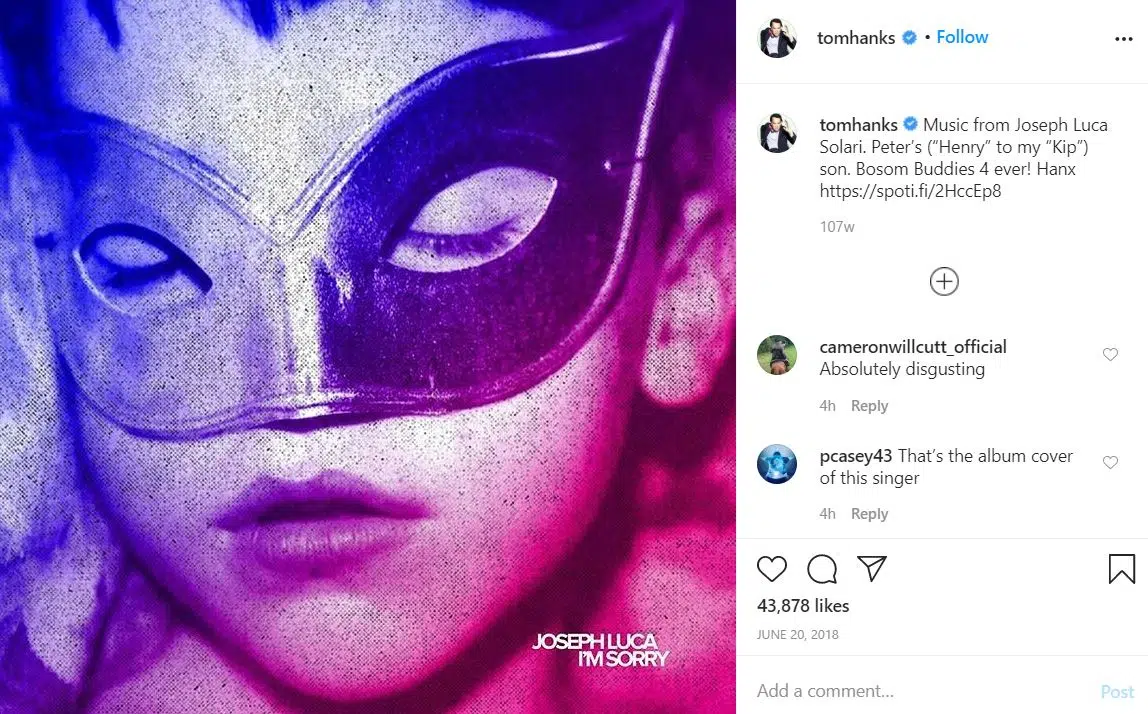 JOSEPH LUCA
I'M SORRY
tomhanks • Follow
tomhanks Music from Joseph Luca
Solari. Peter's (“Henry” to my “Kip”)
son. Bosom Buddies 4 ever! Hanx
https://spoti.fi/2HccEp8
107w
cameronwillcutt_official
Absolutely disgusting
4h Reply
pcasey43 That's the album cover
of this singer
4h Reply
43,878 likes
JUNE 20, 2018
Add a comment... Post